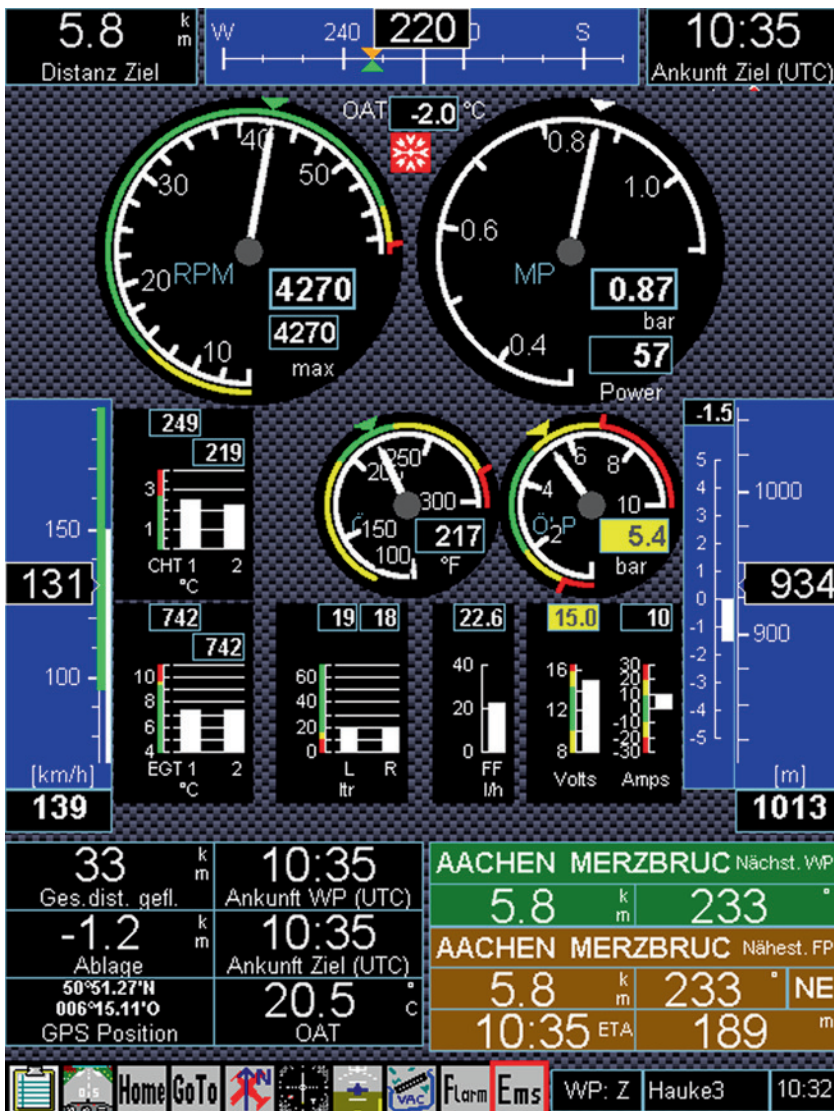 5.8 km
Distanz Ziel
W 240 220 S
10:35
Ankunft Ziel (UTC)
OAT -2.0 °C
10 20 30 40 50
RPM
4270
4270
max
0.4 0.6 0.8 1.0
MP
0.87
bar
57
Power
150
131
100
[km/h]
139
249
219
3
1
CHT 1 2
°C
742
742
10
8
6
4
EGT 1 2
°C
100 150 200 250 300
217
°F
2 4 6 8 10
ÖlP
5.4
bar
19 18
60
40
20
0
L R
ltr
22.6
40
20
0
FF
l/h
15.0
16
12
8
Volts
10
30
20
10
0
-10
-20
-30
Amps
-1.5
5
4
3
2
1
0
-1
-2
-3
-4
-5
1000
934
900
[m]
1013
33 km
Ges.dist. gefl.
10:35
Ankunft WP (UTC)
-1.2 km
Ablage
10:35
Ankunft Ziel (UTC)
50°51.27'N
006°15.11'O
GPS Position
20.5 °C
OAT
AACHEN MERZBRUC Nächst. WP
5.8 km 233 °
AACHEN MERZBRUC Nähest. FP
5.8 km 233 ° NE
10:35 ETA 189 m
Home GoTo N VAC Flarm Ems WP: Z Hauke3 10:32